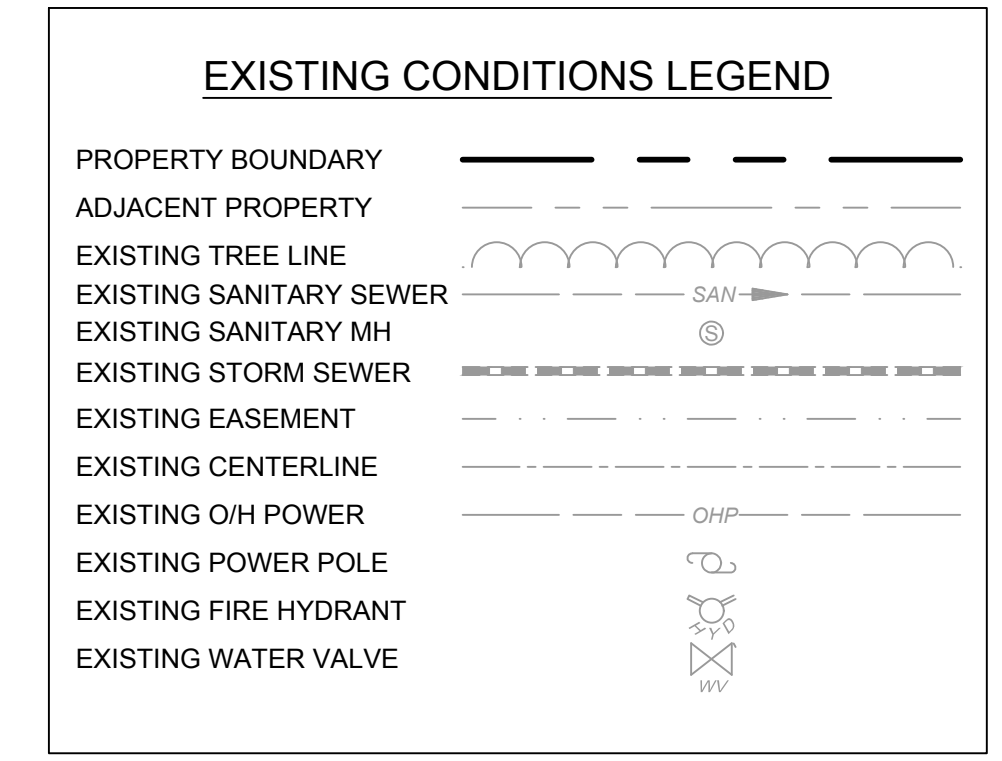 EXISTING CONDITIONS LEGEND
PROPERTY BOUNDARY
ADJACENT PROPERTY
EXISTING TREE LINE
EXISTING SANITARY SEWER SAN
EXISTING SANITARY MH S
EXISTING STORM SEWER
EXISTING EASEMENT
EXISTING CENTERLINE
EXISTING O/H POWER OHP
EXISTING POWER POLE
EXISTING FIRE HYDRANT HYD
EXISTING WATER VALVE
WV